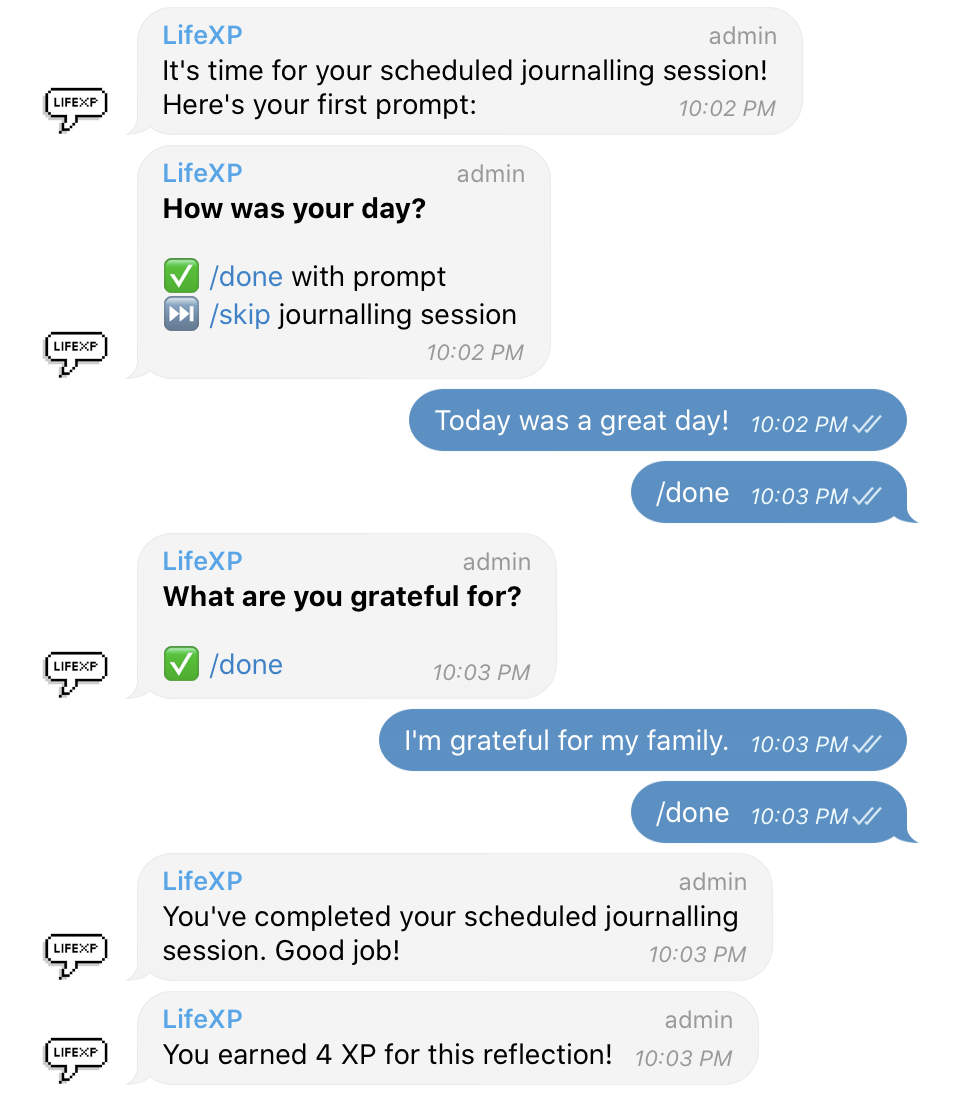 LifeXP admin
It's time for your scheduled journalling session!
Here's your first prompt: 10:02 PM
LIFEXP
LifeXP admin
How was your day?
✅ /done with prompt
⏭️ /skip journalling session
10:02 PM
LIFEXP
Today was a great day! 10:02 PM
/done 10:03 PM
LifeXP admin
What are you grateful for?
✅ /done 10:03 PM
LIFEXP
I'm grateful for my family. 10:03 PM
/done 10:03 PM
LifeXP admin
You've completed your scheduled journalling
session. Good job! 10:03 PM
LIFEXP
LifeXP admin
You earned 4 XP for this reflection! 10:03 PM
LIFEXP